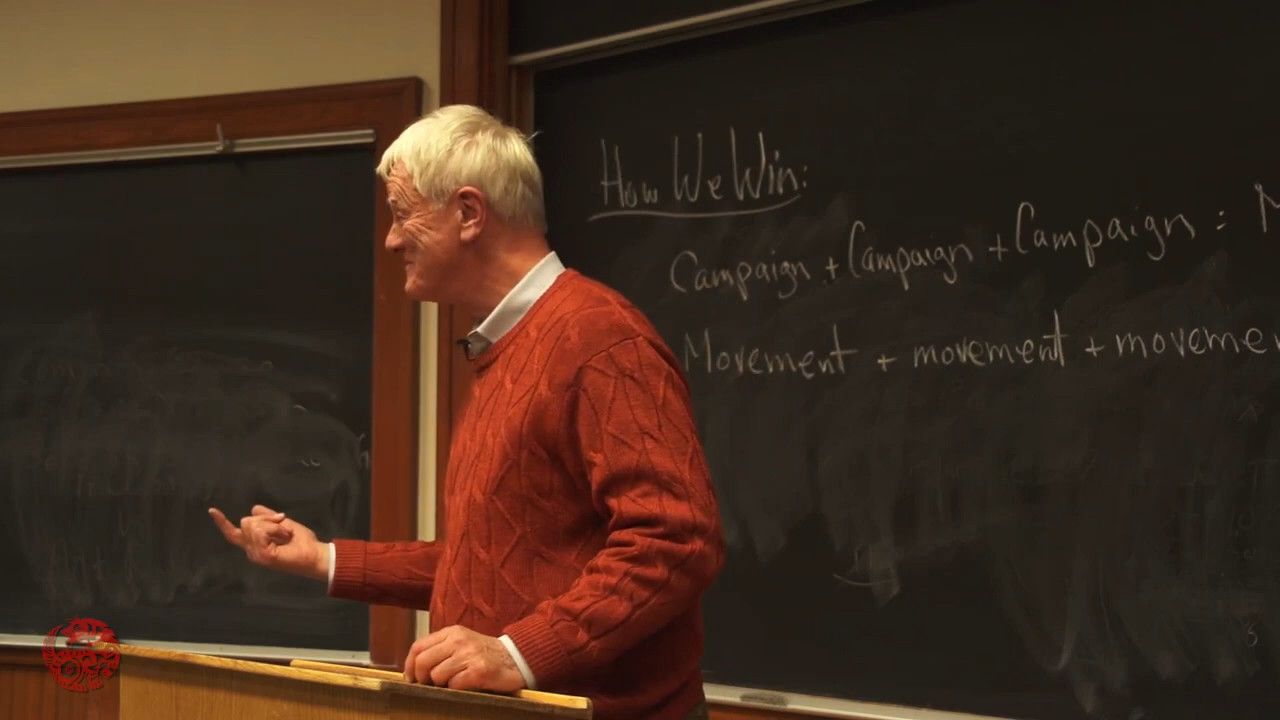 How We Win:
Campaign + Campaign + Campaign = M
Movement + movement + moveme